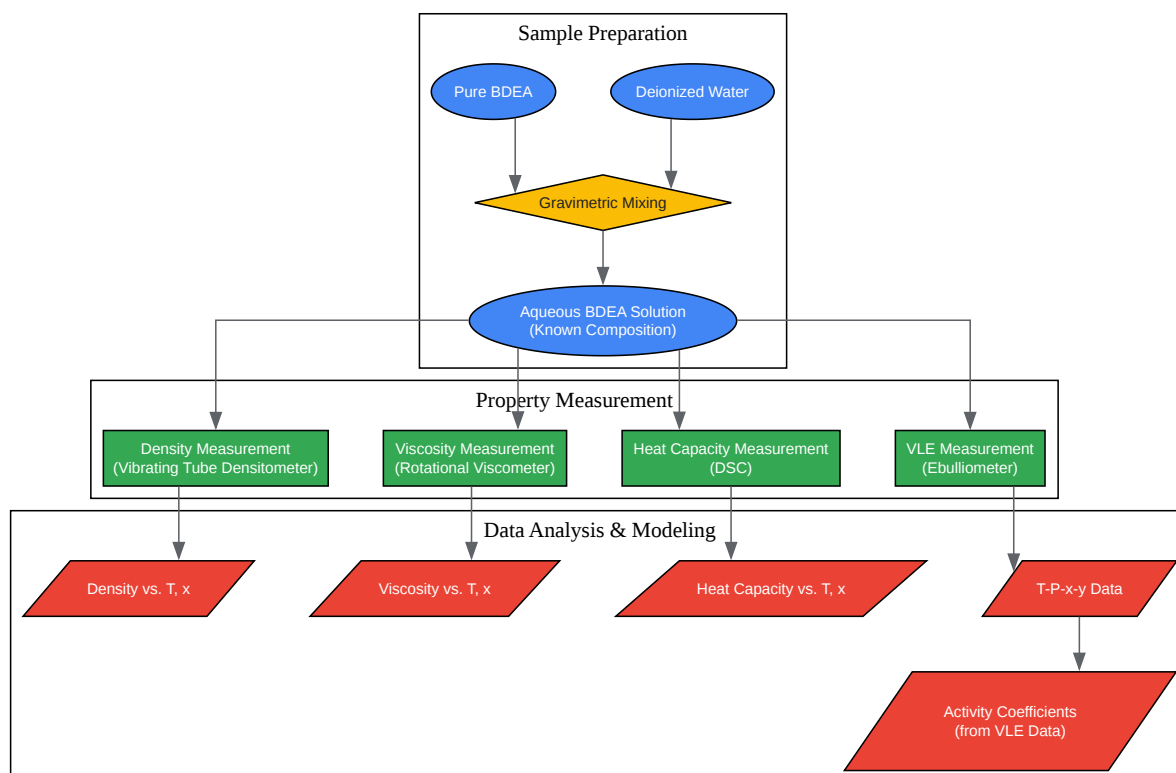 Sample Preparation
Pure BDEA
Deionized Water
Gravimetric Mixing
Aqueous BDEA Solution
(Known Composition)
Property Measurement
Density Measurement
(Vibrating Tube Densitometer)
Viscosity Measurement
(Rotational Viscometer)
Heat Capacity Measurement
(DSC)
VLE Measurement
(Ebulliometer)
Data Analysis & Modeling
Density vs. T, x
Viscosity vs. T, x
Heat Capacity vs. T, x
T-P-x-y Data
Activity Coefficients
(from VLE Data)